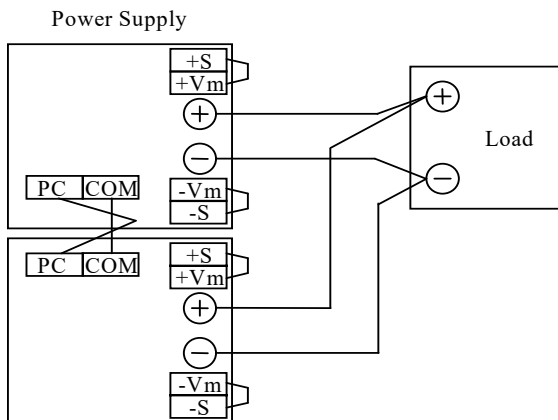 Power Supply
+S
+Vm
+
−
PC COM
-Vm
-S
+
Load
−
PC COM
+S
+Vm
+
−
-Vm
-S